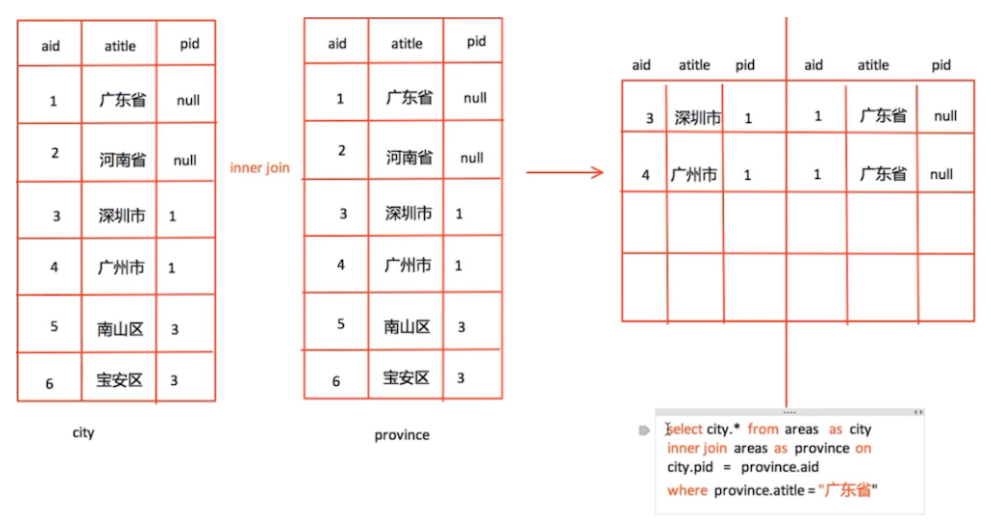 aid atitle pid
1 广东省 null
2 河南省 null
3 深圳市 1
4 广州市 1
5 南山区 3
6 宝安区 3
city
inner join
aid atitle pid
1 广东省 null
2 河南省 null
3 深圳市 1
4 广州市 1
5 南山区 3
6 宝安区 3
province
aid atitle pid aid atitle pid
3 深圳市 1 1 广东省 null
4 广州市 1 1 广东省 null
select city.* from areas as city
inner join areas as province on
city.pid = province.aid
where province.atitle = "广东省"